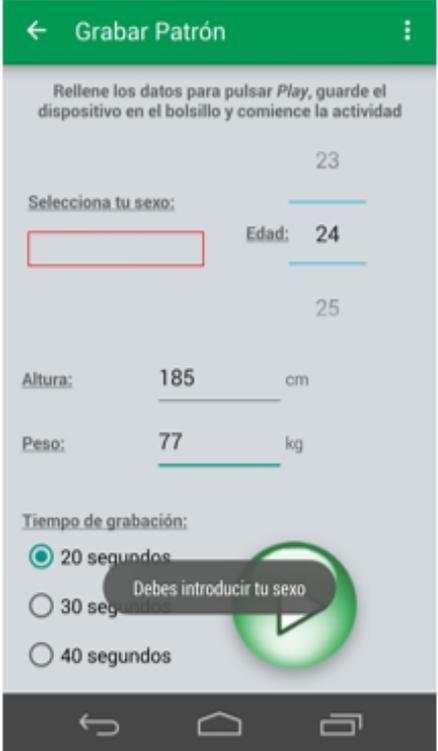 Grabar Patrón
Rellene los datos para pulsar Play, guarde el
dispositivo en el bolsillo y comience la actividad
23
Selecciona tu sexo:
Edad: 24
25
Altura: 185 cm
Peso: 77 kg
Tiempo de grabación:
20 segundos
Debes introducir tu sexo
30 segundos
40 segundos